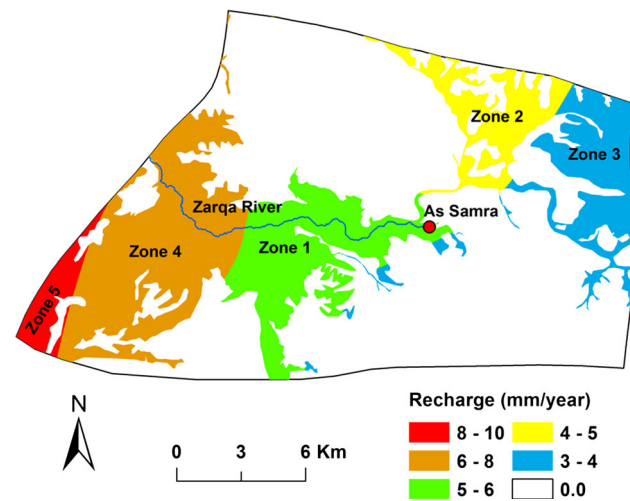 Zone 2
Zone 3
As Samra
Zarqa River
Zone 4
Zone 1
Zone 5
N
0 3 6 Km
Recharge (mm/year)
8 - 10 4 - 5
6 - 8 3 - 4
5 - 6 0.0